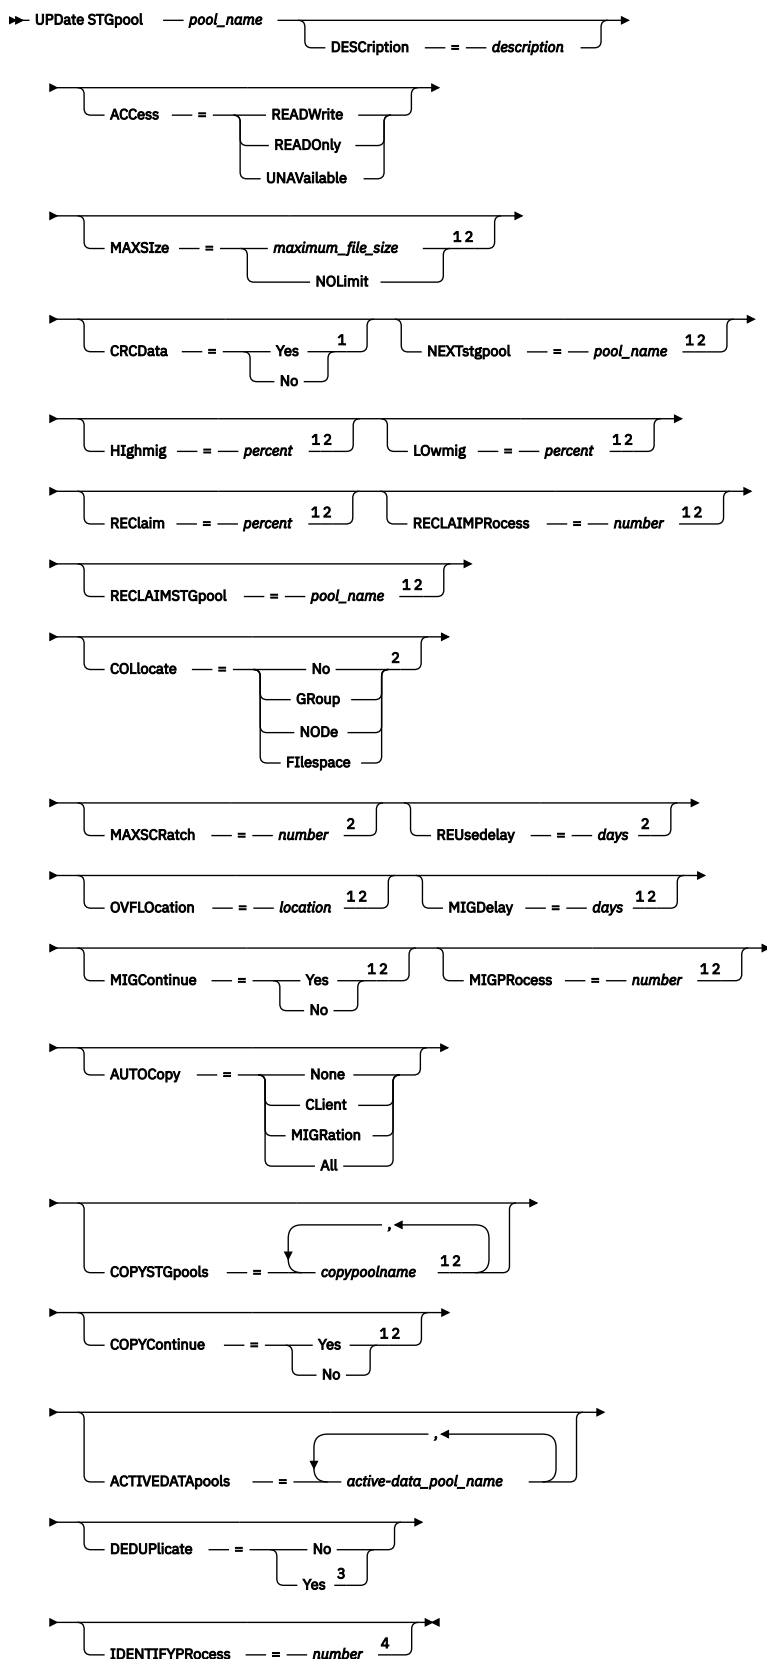 UPDate STGpool — pool_name
DESCription — = — description
ACCess — = — READWrite
READOnly
UNAVailable
MAXSIze — = — maximum_file_size 1 2
NOLimit
CRCData — = — Yes 1 NEXTstgpool — = — pool_name 1 2
No
HIghmig — = — percent 1 2 LOwmig — = — percent 1 2
REClaim — = — percent 1 2 RECLAIMPRocess — = — number 1 2
RECLAIMSTGpool — = — pool_name 1 2
COLlocate — = — No 2
GRoup
NODe
FIlespace
MAXSCRatch — = — number 2 REUsedelay — = — days 2
OVFLOcation — = — location 1 2 MIGDelay — = — days 1 2
MIGContinue — = — Yes 1 2 MIGPRocess — = — number 1 2
No
AUTOCopy — = — None
CLient
MIGRation
All
,
COPYSTGpools — = — copypoolname 1 2
COPYContinue — = — Yes 1 2
No
,
ACTIVEDATApools — = — active-data_pool_name
DEDUPlicate — = — No
Yes 3
IDENTIFYPRocess — = — number 4